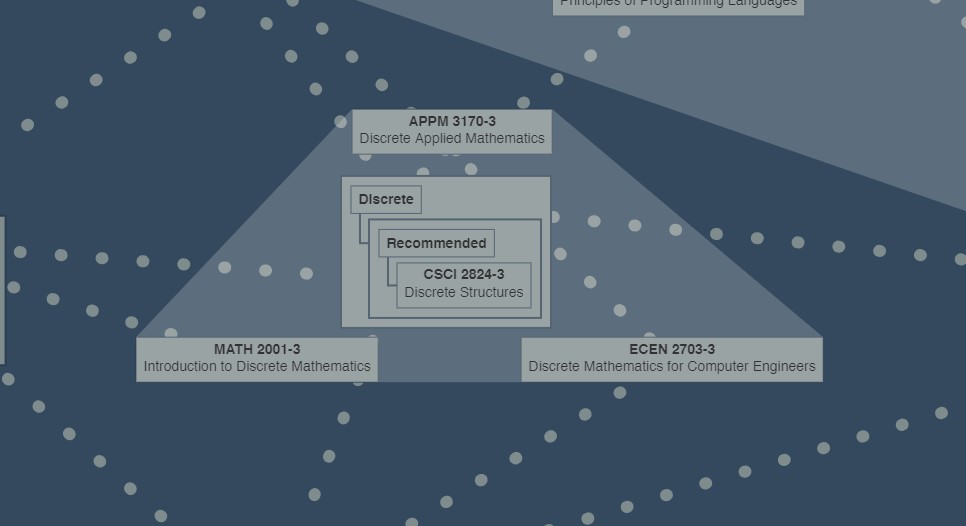 Principles of Programming Languages
APPM 3170-3
Discrete Applied Mathematics
Discrete
Recommended
CSCI 2824-3
Discrete Structures
MATH 2001-3
Introduction to Discrete Mathematics
ECEN 2703-3
Discrete Mathematics for Computer Engineers